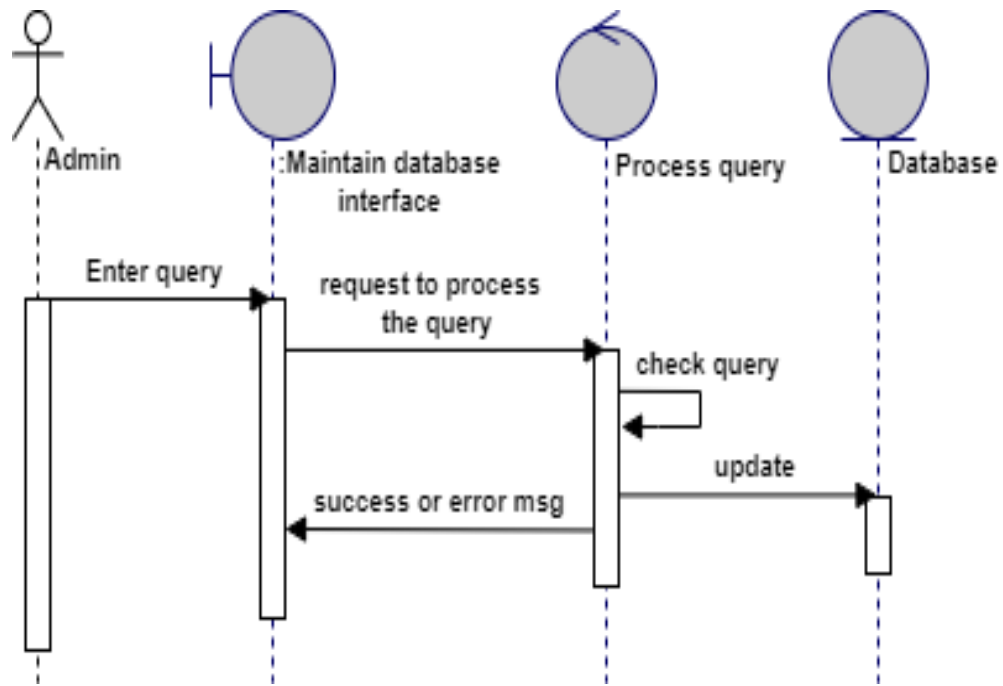 Admin
:Maintain database
interface
Process query
Database
Enter query
request to process
the query
check query
update
success or error msg